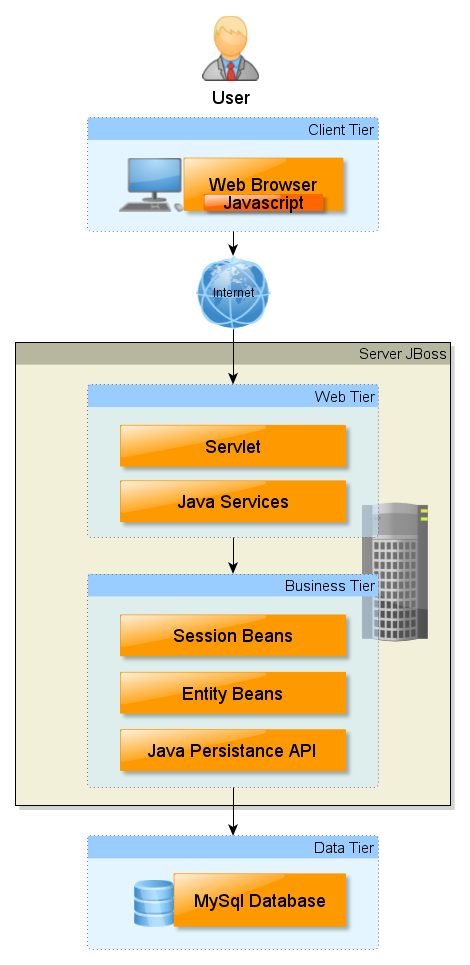 User
Client Tier
Web Browser
Javascript
Internet
Server JBoss
Web Tier
Servlet
Java Services
Business Tier
Session Beans
Entity Beans
Java Persistance API
Data Tier
MySql Database